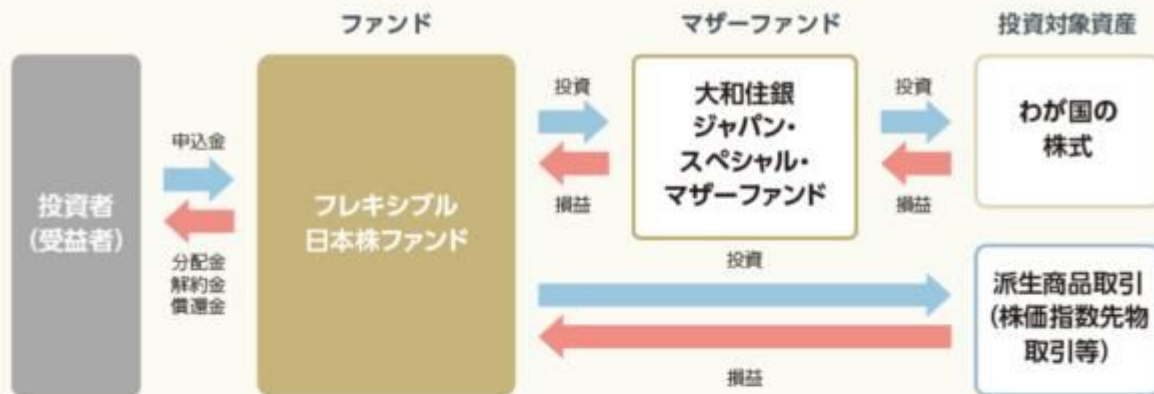 ファンド
マザーファンド
投資対象資産
投資者
(受益者)
申込金
分配金
解約金
償還金
フレキシブル
日本株ファンド
投資
損益
大和住銀
ジャパン・
スペシャル・
マザーファンド
投資
損益
わが国の
株式
投資
損益
派生商品取引
(株価指数先物
取引等)